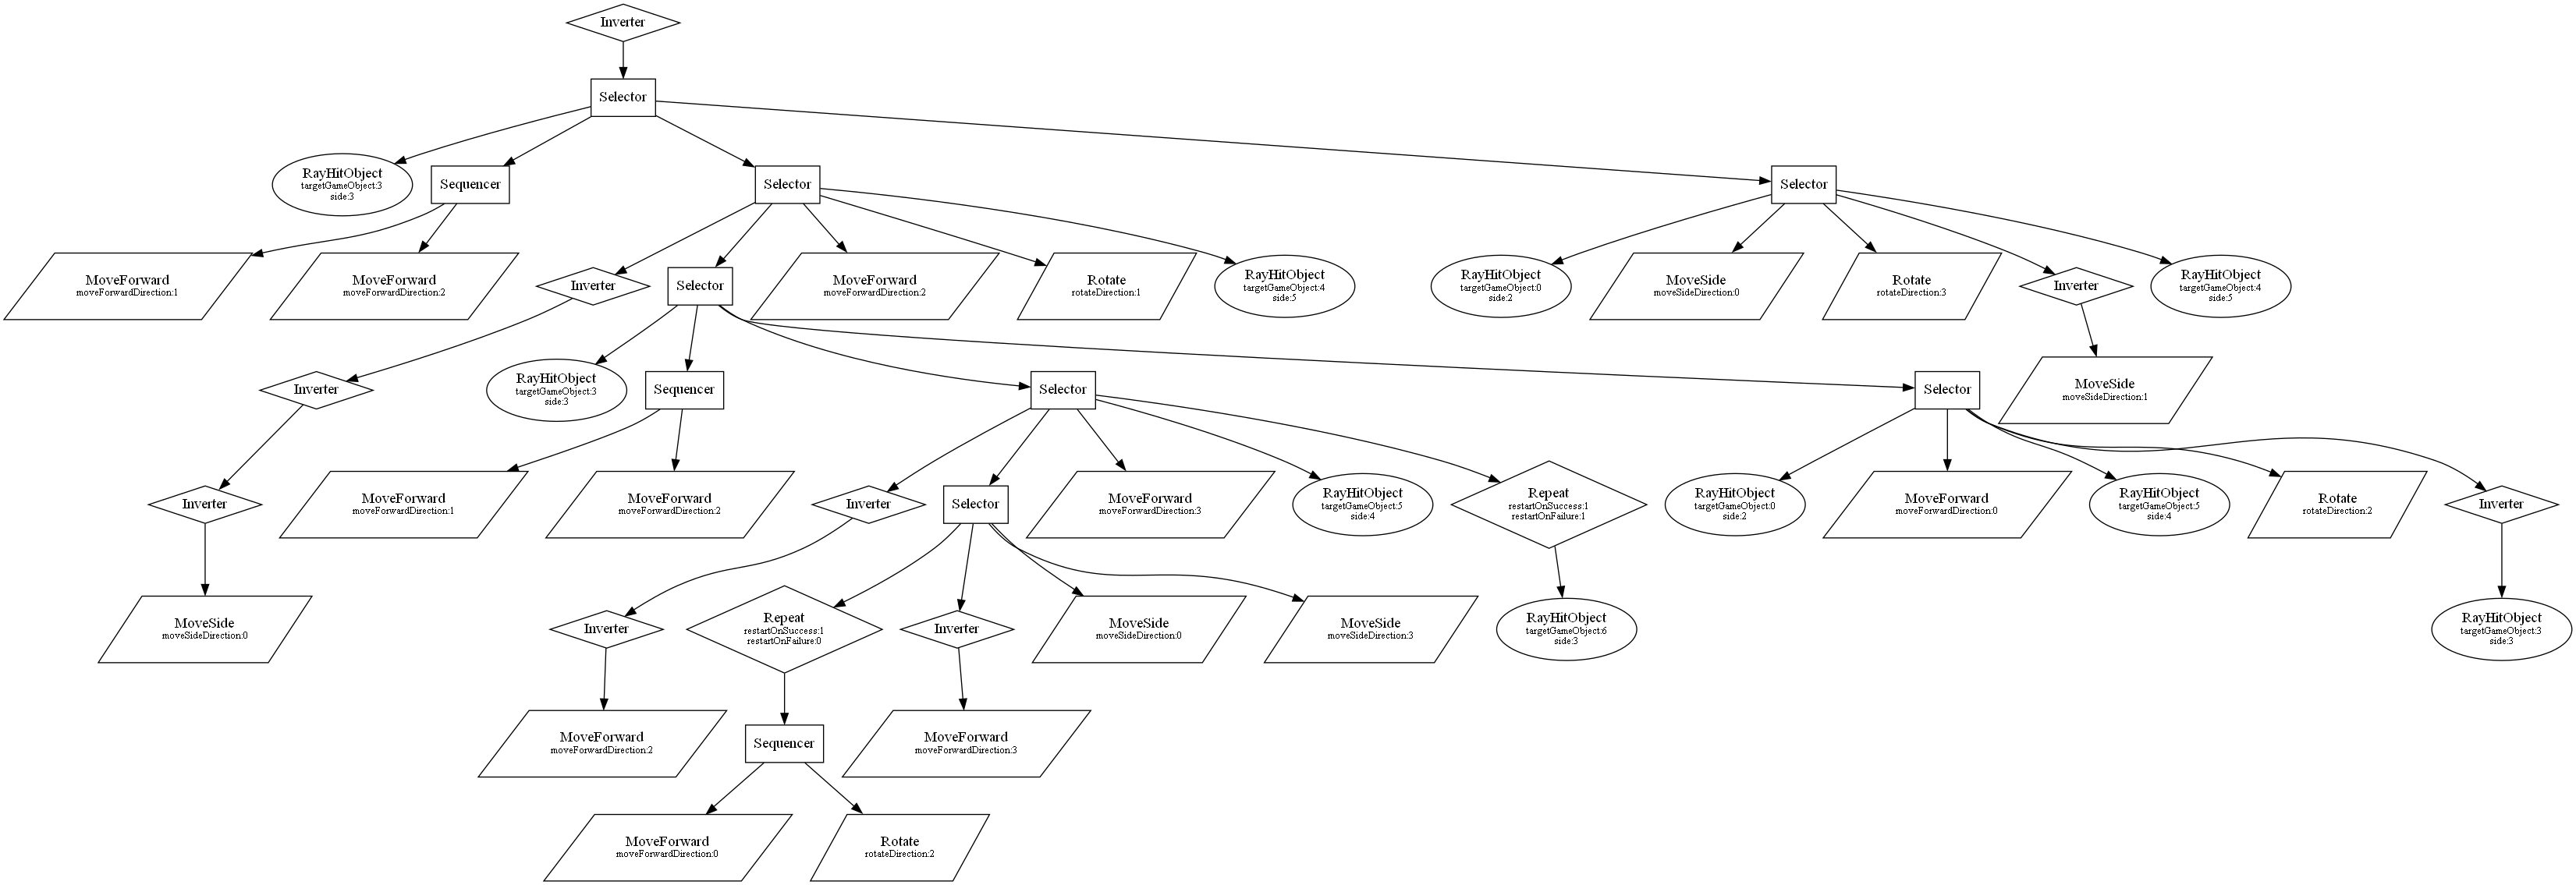 Inverter
Selector
RayHitObject
targetGameObject:3
side:3
Sequencer
Selector
Selector
MoveForward
moveForwardDirection:1
MoveForward
moveForwardDirection:2
Inverter
Selector
MoveForward
moveForwardDirection:2
Rotate
rotateDirection:1
RayHitObject
targetGameObject:4
side:5
RayHitObject
targetGameObject:0
side:2
MoveSide
moveSideDirection:0
Rotate
rotateDirection:3
Inverter
RayHitObject
targetGameObject:4
side:5
Inverter
RayHitObject
targetGameObject:3
side:3
Sequencer
Selector
Selector
MoveSide
moveSideDirection:1
Inverter
MoveForward
moveForwardDirection:1
MoveForward
moveForwardDirection:2
Inverter
Selector
MoveForward
moveForwardDirection:3
RayHitObject
targetGameObject:5
side:4
Repeat
restartOnSuccess:1
restartOnFailure:1
RayHitObject
targetGameObject:0
side:2
MoveForward
moveForwardDirection:0
RayHitObject
targetGameObject:5
side:4
Rotate
rotateDirection:2
Inverter
MoveSide
moveSideDirection:0
Inverter
Repeat
restartOnSuccess:1
restartOnFailure:0
Inverter
MoveSide
moveSideDirection:0
MoveSide
moveSideDirection:3
RayHitObject
targetGameObject:6
side:3
RayHitObject
targetGameObject:3
side:3
MoveForward
moveForwardDirection:2
Sequencer
MoveForward
moveForwardDirection:3
MoveForward
moveForwardDirection:0
Rotate
rotateDirection:2